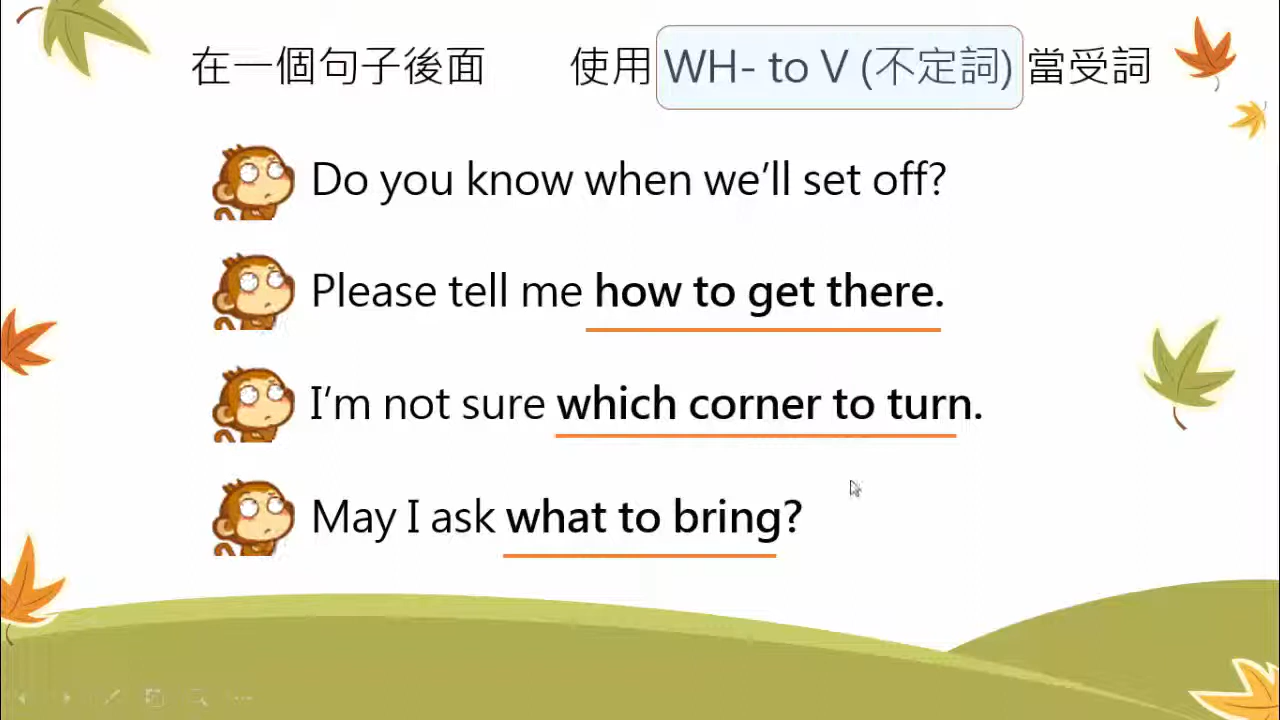 在一個句子後面 使用 WH- to V (不定詞) 當受詞
Do you know when we’ll set off?
Please tell me how to get there.
I’m not sure which corner to turn.
May I ask what to bring?